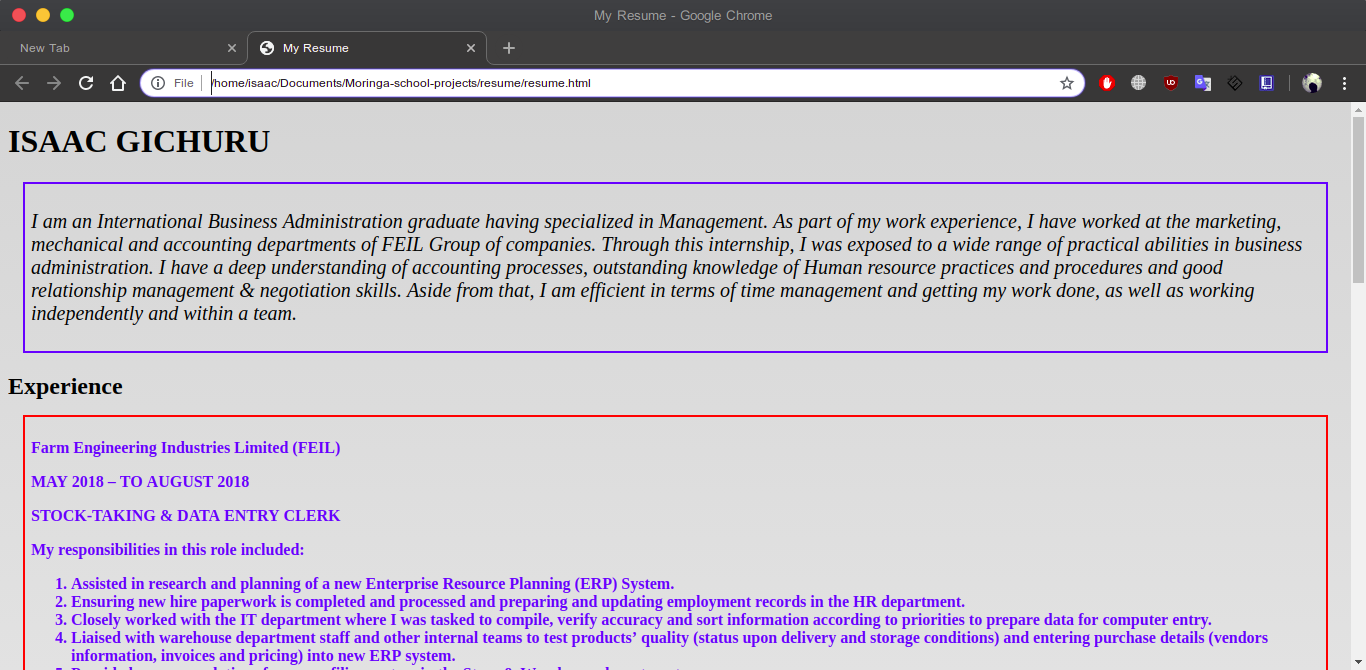 My Resume - Google Chrome
New Tab
My Resume
File
/home/isaac/Documents/Moringa-school-projects/resume/resume.html
ISAAC GICHURU
I am an International Business Administration graduate having specialized in Management. As part of my work experience, I have worked at the marketing,
mechanical and accounting departments of FEIL Group of companies. Through this internship, I was exposed to a wide range of practical abilities in business
administration. I have a deep understanding of accounting processes, outstanding knowledge of Human resource practices and procedures and good
relationship management & negotiation skills. Aside from that, I am efficient in terms of time management and getting my work done, as well as working
independently and within a team.
Experience
Farm Engineering Industries Limited (FEIL)
MAY 2018 – TO AUGUST 2018
STOCK-TAKING & DATA ENTRY CLERK
My responsibilities in this role included:
1. Assisted in research and planning of a new Enterprise Resource Planning (ERP) System.
2. Ensuring new hire paperwork is completed and processed and preparing and updating employment records in the HR department.
3. Closely worked with the IT department where I was tasked to compile, verify accuracy and sort information according to priorities to prepare data for computer entry.
4. Liaised with warehouse department staff and other internal teams to test products’ quality (status upon delivery and storage conditions) and entering purchase details (vendors
information, invoices and pricing) into new ERP system.